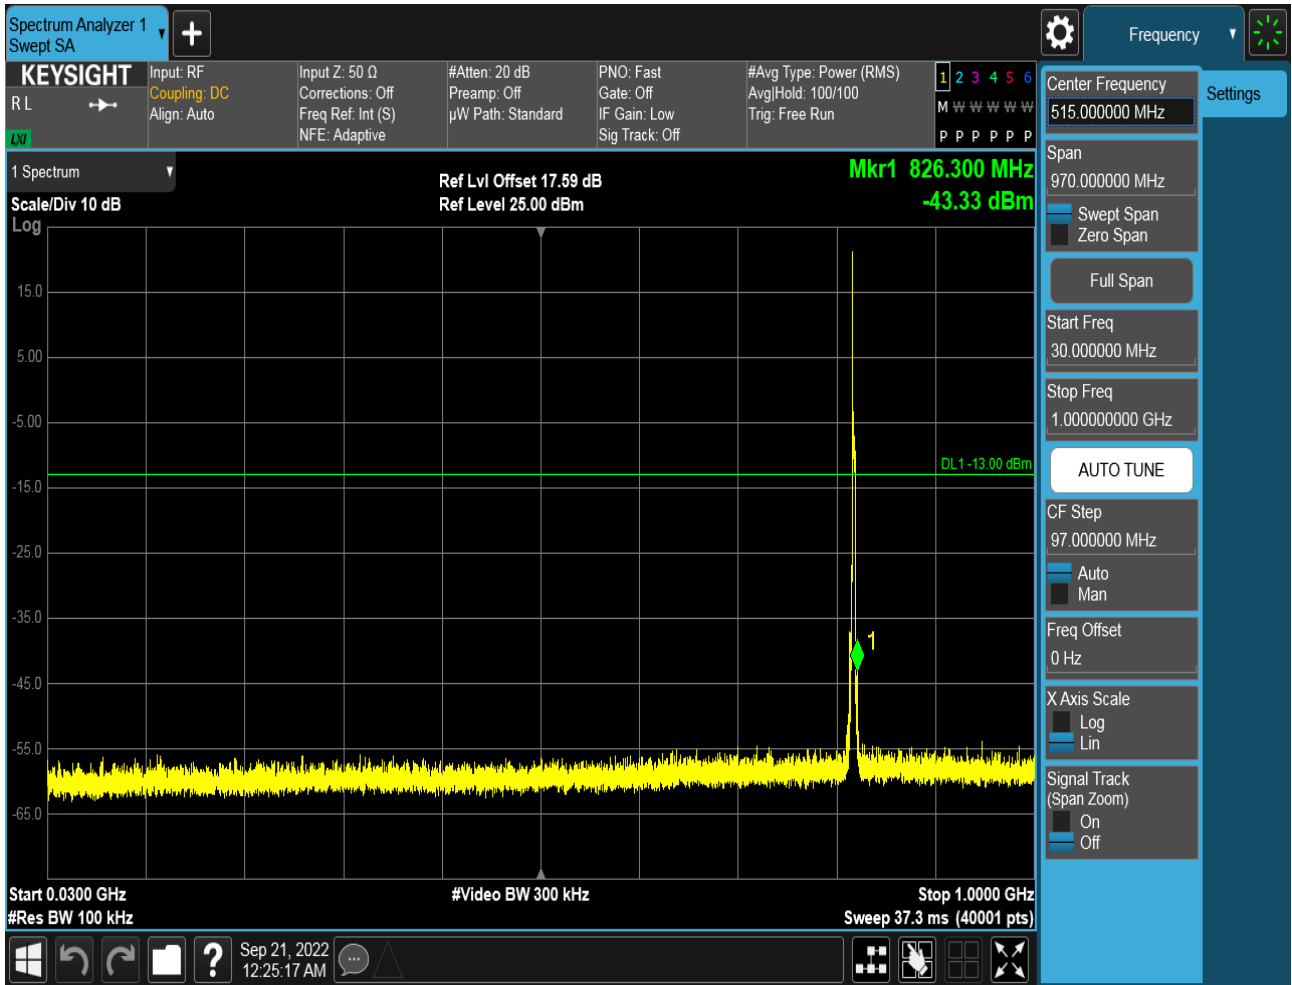 Spectrum Analyzer 1
Swept SA
Frequency
KEYSIGHT
R L
LXI
Input: RF
Coupling: DC
Align: Auto
Input Z: 50 Ω
Corrections: Off
Freq Ref: Int (S)
NFE: Adaptive
#Atten: 20 dB
Preamp: Off
µW Path: Standard
PNO: Fast
Gate: Off
IF Gain: Low
Sig Track: Off
#Avg Type: Power (RMS)
Avg|Hold: 100/100
Trig: Free Run
1 2 3 4 5 6
M W W W W W
P P P P P P
1 Spectrum
Scale/Div 10 dB
Log
Ref Lvl Offset 17.59 dB
Ref Level 25.00 dBm
Mkr1 826.300 MHz
-43.33 dBm
15.0
5.00
-5.00
-15.0
-25.0
-35.0
-45.0
-55.0
-65.0
DL1 -13.00 dBm
1
Start 0.0300 GHz
#Res BW 100 kHz
#Video BW 300 kHz
Stop 1.0000 GHz
Sweep 37.3 ms (40001 pts)
Center Frequency
515.000000 MHz
Settings
Span
970.000000 MHz
Swept Span
Zero Span
Full Span
Start Freq
30.000000 MHz
Stop Freq
1.000000000 GHz
AUTO TUNE
CF Step
97.000000 MHz
Auto
Man
Freq Offset
0 Hz
X Axis Scale
Log
Lin
Signal Track
(Span Zoom)
On
Off
?
Sep 21, 2022
12:25:17 AM